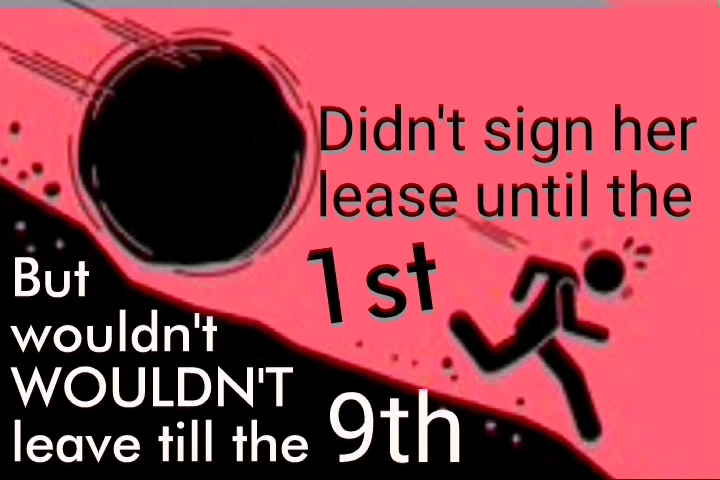 Didn't sign her
lease until the
1st
But
wouldn't
WOULDN'T
leave till the 9th